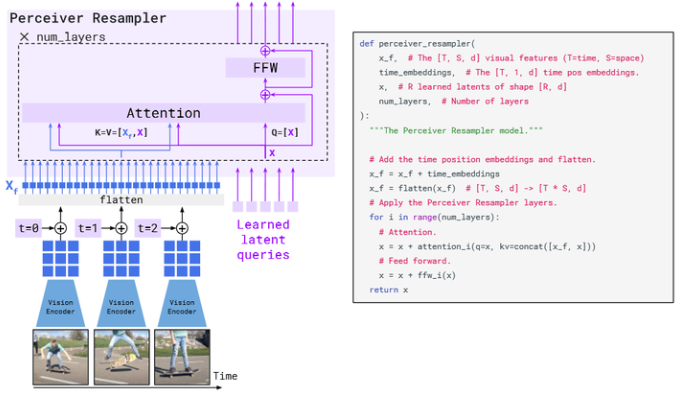 Perceiver Resampler
× num_layers
FFW
Attention
K=V=[Xf,X]
Q=[X]
X
Xf
flatten
t=0
t=1
t=2
Learned
latent
queries
Vision
Encoder
Vision
Encoder
Vision
Encoder
Time
def perceiver_resampler(
x_f, # The [T, S, d] visual features (T=time, S=space)
time_embeddings, # The [T, 1, d] time pos embeddings.
x, # R learned latents of shape [R, d]
num_layers, # Number of layers
):
"""The Perceiver Resampler model."""
# Add the time position embeddings and flatten.
x_f = x_f + time_embeddings
x_f = flatten(x_f) # [T, S, d] -> [T * S, d]
# Apply the Perceiver Resampler layers.
for i in range(num_layers):
# Attention.
x = x + attention_i(q=x, kv=concat([x_f, x]))
# Feed forward.
x = x + ffw_i(x)
return x